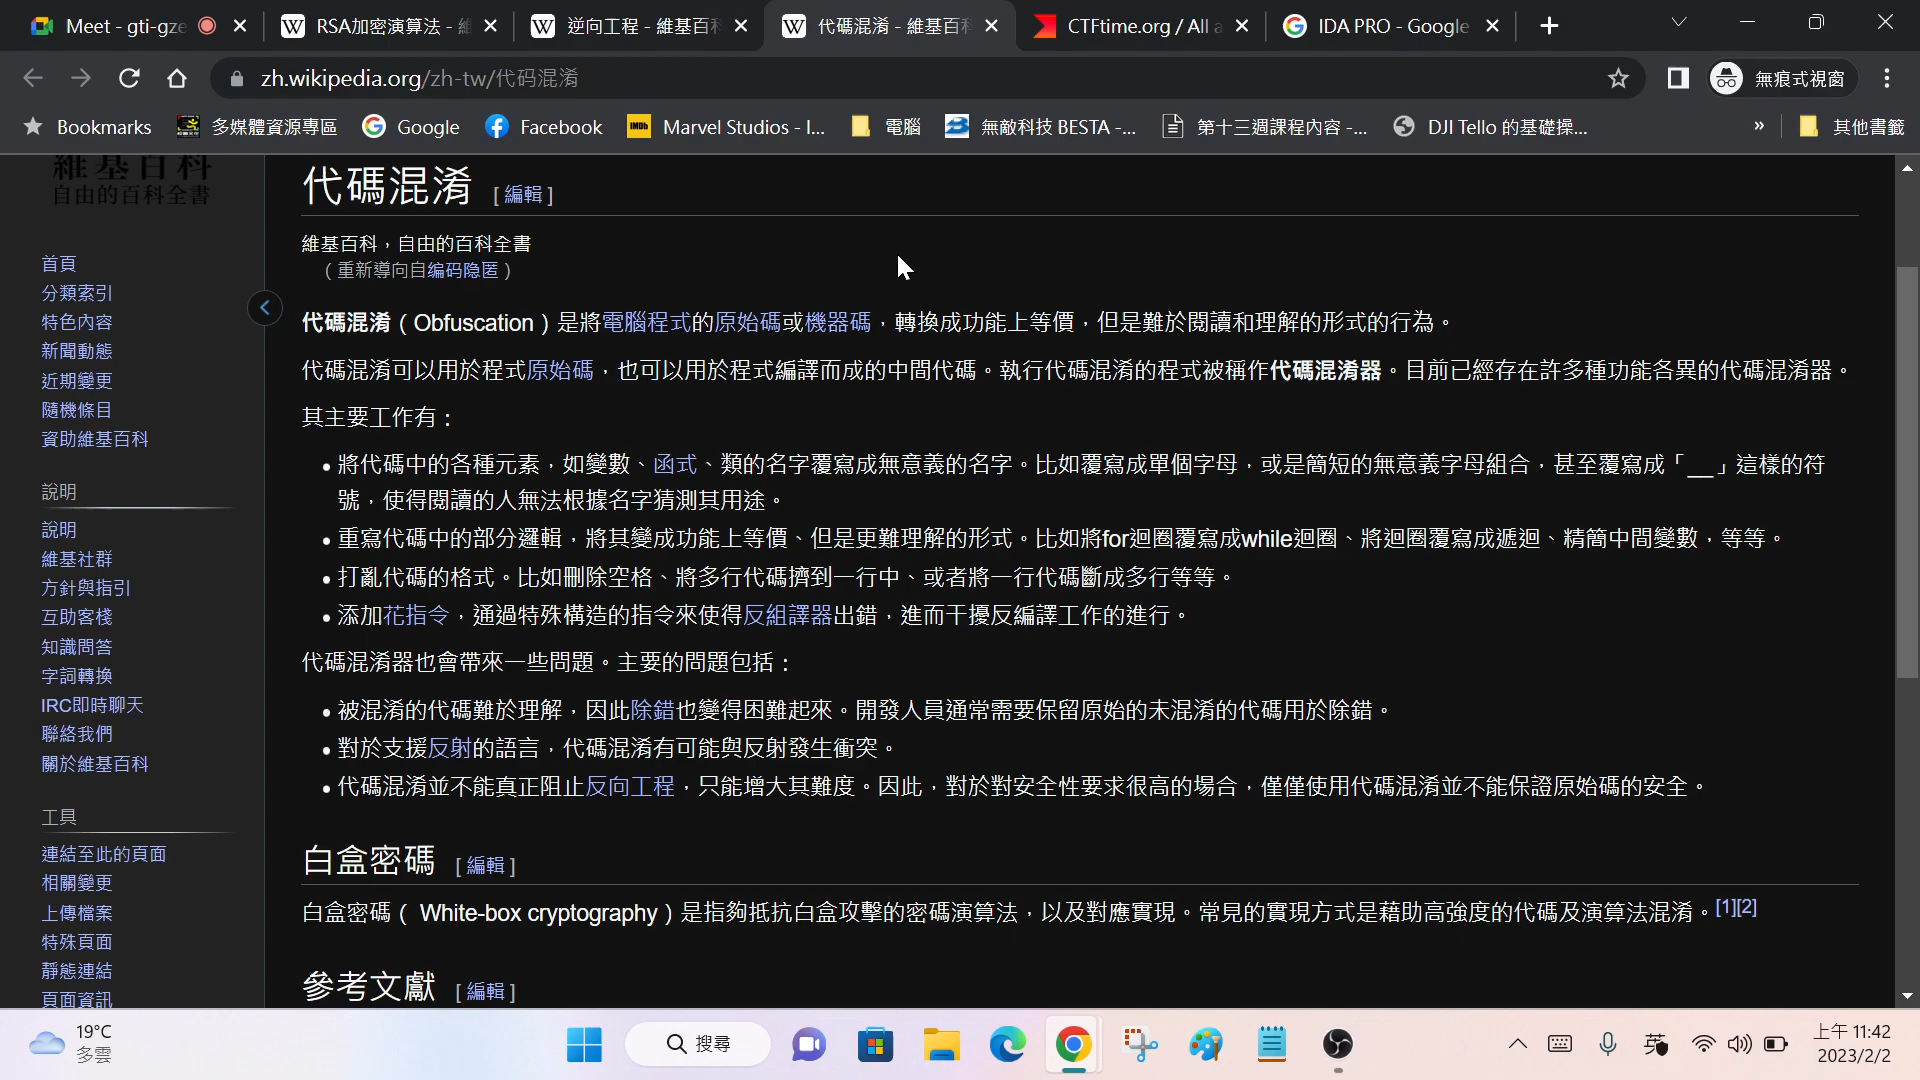 Meet - gti-gze
RSA加密演算法 - 維
逆向工程 - 維基百科
代碼混淆 - 維基百科
CTFtime.org / All a
IDA PRO - Google
zh.wikipedia.org/zh-tw/代码混淆
無痕式視窗
Bookmarks
多媒體資源專區
Google
Facebook
Marvel Studios - I...
電腦
無敵科技 BESTA -...
第十三週課程內容 -...
DJI Tello 的基礎操...
»
其他書籤
維基百科
自由的百科全書
首頁
分類索引
特色內容
新聞動態
近期變更
隨機條目
資助維基百科
說明
說明
維基社群
方針與指引
互助客棧
知識問答
字詞轉換
IRC即時聊天
聯絡我們
關於維基百科
工具
連結至此的頁面
相關變更
上傳檔案
特殊頁面
靜態連結
頁面資訊
代碼混淆 [編輯]
維基百科，自由的百科全書
（重新導向自编码隐匿）
代碼混淆（Obfuscation）是將電腦程式的原始碼或機器碼，轉換成功能上等價，但是難於閱讀和理解的形式的行為。
代碼混淆可以用於程式原始碼，也可以用於程式編譯而成的中間代碼。執行代碼混淆的程式被稱作代碼混淆器。目前已經存在許多種功能各異的代碼混淆器。
其主要工作有：
• 將代碼中的各種元素，如變數、函式、類的名字覆寫成無意義的名字。比如覆寫成單個字母，或是簡短的無意義字母組合，甚至覆寫成「__」這樣的符
號，使得閱讀的人無法根據名字猜測其用途。
• 重寫代碼中的部分邏輯，將其變成功能上等價、但是更難理解的形式。比如將for迴圈覆寫成while迴圈、將迴圈覆寫成遞迴、精簡中間變數，等等。
• 打亂代碼的格式。比如刪除空格、將多行代碼擠到一行中、或者將一行代碼斷成多行等等。
• 添加花指令，通過特殊構造的指令來使得反組譯器出錯，進而干擾反編譯工作的進行。
代碼混淆器也會帶來一些問題。主要的問題包括：
• 被混淆的代碼難於理解，因此除錯也變得困難起來。開發人員通常需要保留原始的未混淆的代碼用於除錯。
• 對於支援反射的語言，代碼混淆有可能與反射發生衝突。
• 代碼混淆並不能真正阻止反向工程，只能增大其難度。因此，對於對安全性要求很高的場合，僅僅使用代碼混淆並不能保證原始碼的安全。
白盒密碼 [編輯]
白盒密碼（ White-box cryptography）是指夠抵抗白盒攻擊的密碼演算法，以及對應實現。常見的實現方式是藉助高強度的代碼及演算法混淆。[1][2]
參考文獻 [編輯]
19°C
多雲
搜尋
英
上午 11:42
2023/2/2